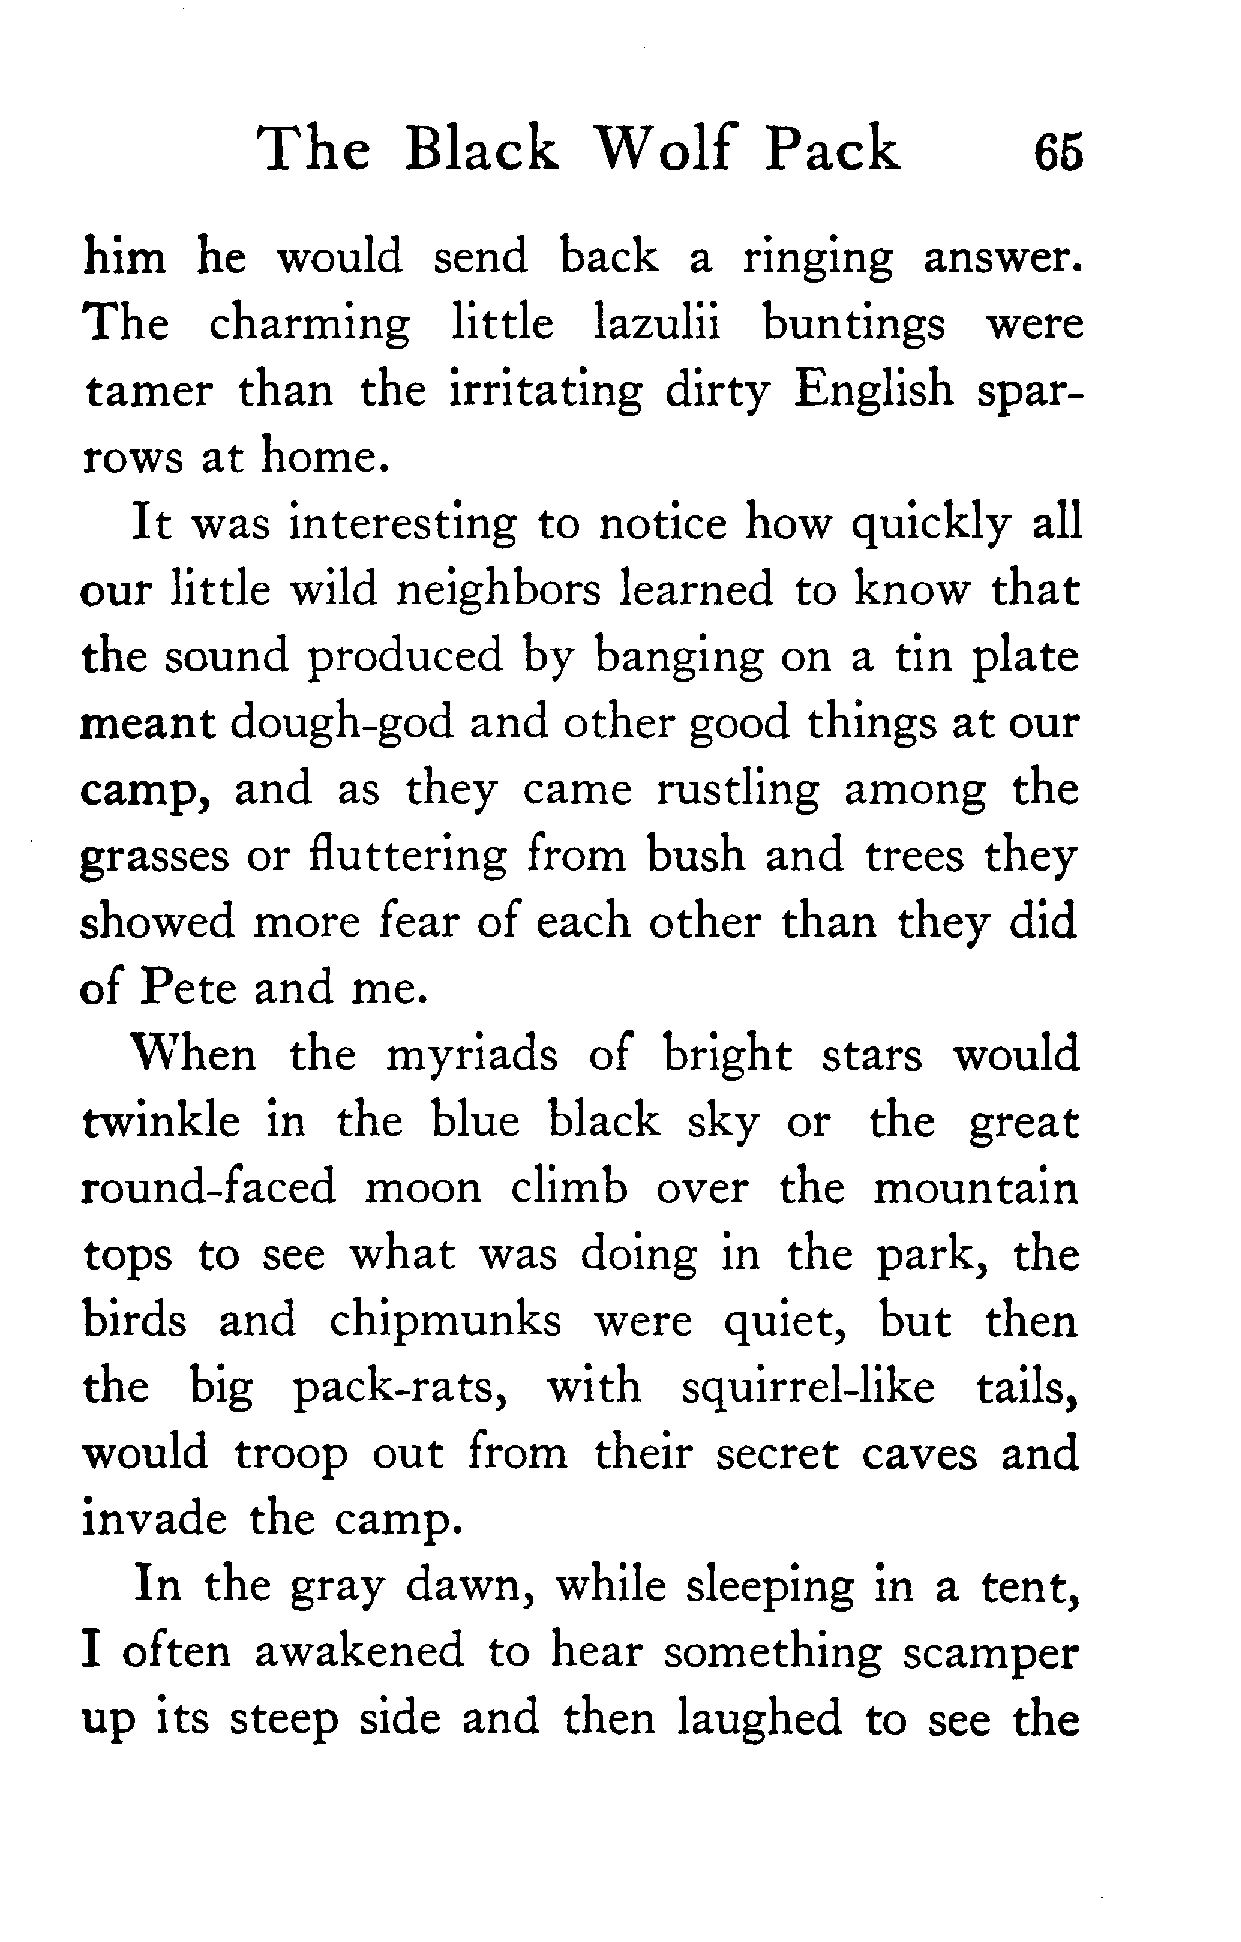 The Black Wolf Pack 65
him he would send back a ringing answer.
The charming little lazulii buntings were
tamer than the irritating dirty English spar-
rows at home.
It was interesting to notice how quickly all
our little wild neighbors learned to know that
the sound produced by banging on a tin plate
meant dough-god and other good things at our
camp, and as they came rustling among the
grasses or fluttering from bush and trees they
showed more fear of each other than they did
of Pete and me.
When the myriads of bright stars would
twinkle in the blue black sky or the great
round-faced moon climb over the mountain
tops to see what was doing in the park, the
birds and chipmunks were quiet, but then
the big pack-rats, with squirrel-like tails,
would troop out from their secret caves and
invade the camp.
In the gray dawn, while sleeping in a tent,
I often awakened to hear something scamper
up its steep side and then laughed to see the